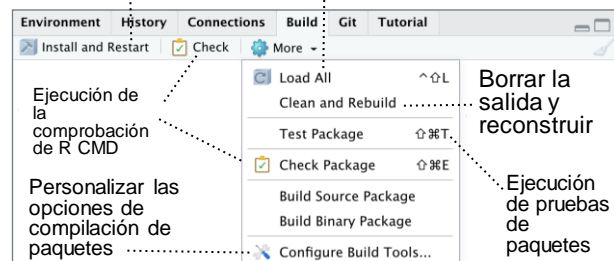 Environment History Connections Build Git Tutorial
Install and Restart Check More
Load All ^⇧L
Clean and Rebuild
Test Package ⇧⌘T
Check Package ⇧⌘E
Build Source Package
Build Binary Package
Configure Build Tools...
Ejecución de
la
comprobación
de R CMD
Personalizar las
opciones de
compilación de
paquetes
Borrar la
salida y
reconstruir
Ejecución
de pruebas
de
paquetes